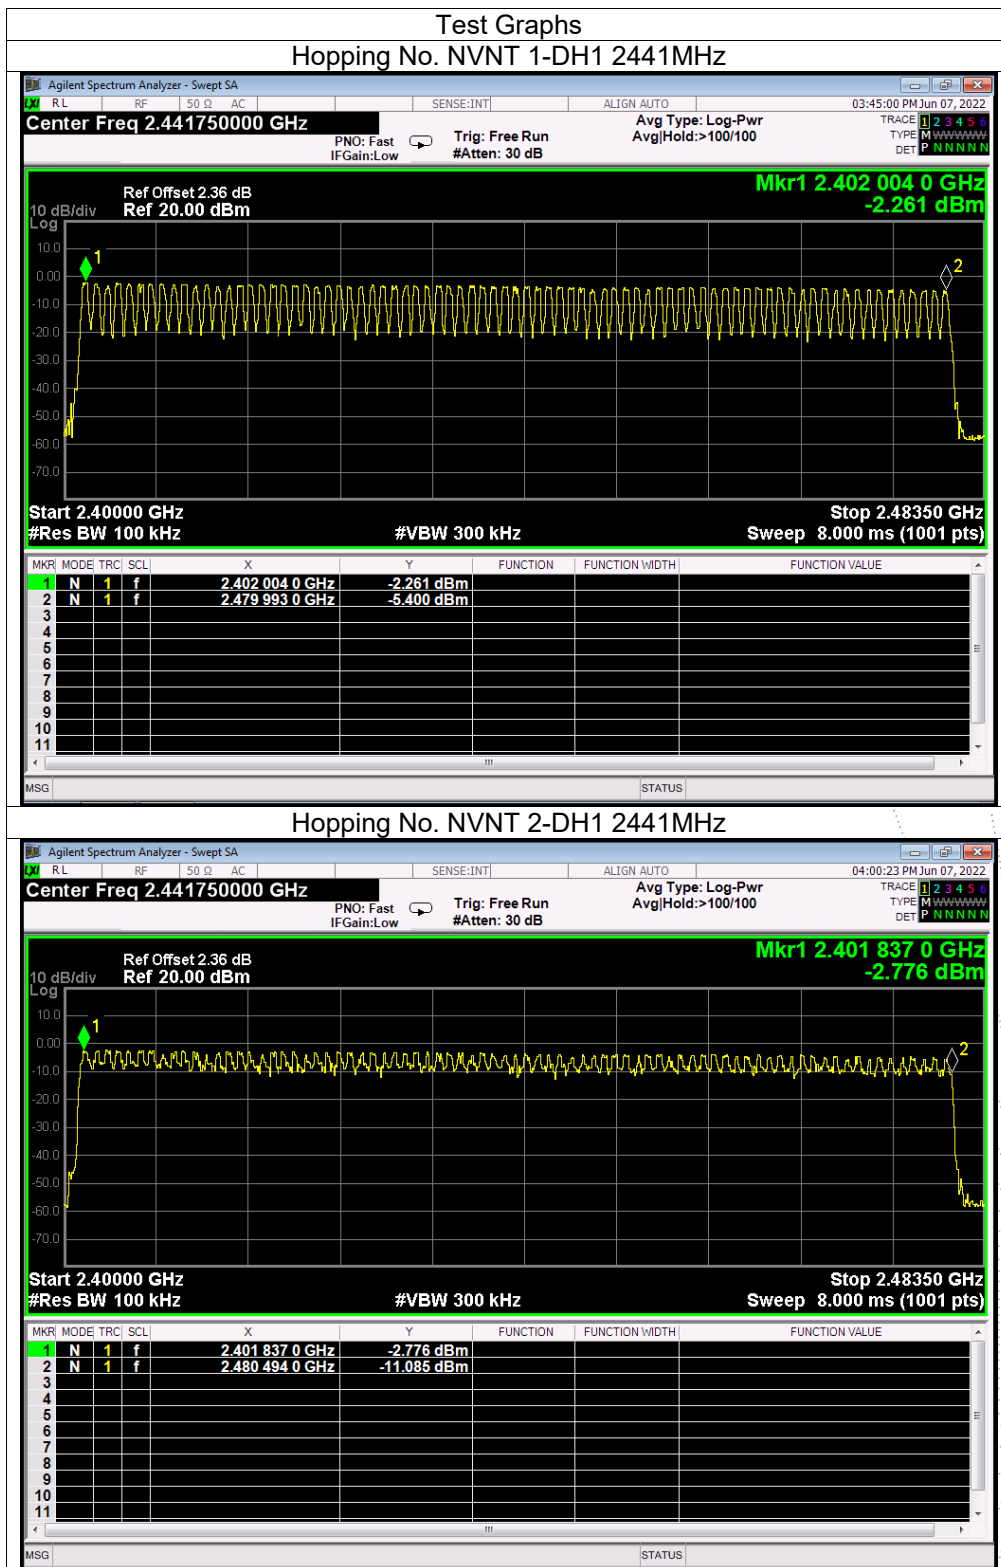 Test Graphs
Hopping No. NVNT 1-DH1 2441MHz
Agilent Spectrum Analyzer - Swept SA
LXI RL RF 50 Ω AC SENSE:INT ALIGN AUTO 03:45:00 PM Jun 07, 2022
Center Freq 2.441750000 GHz Avg Type: Log-Pwr TRACE 1 2 3 4 5 6
PNO: Fast Trig: Free Run Avg|Hold:>100/100 TYPE M WWWWW
IFGain:Low #Atten: 30 dB DET P N N N N N
Mkr1 2.402 004 0 GHz
Ref Offset 2.36 dB
10 dB/div Ref 20.00 dBm -2.261 dBm
Log
10.0
1
2
0.00
-10.0
-20.0
-30.0
-40.0
-50.0
-60.0
-70.0
Start 2.40000 GHz Stop 2.48350 GHz
#Res BW 100 kHz #VBW 300 kHz Sweep 8.000 ms (1001 pts)
MKR MODE TRC SCL X Y FUNCTION FUNCTION WIDTH FUNCTION VALUE
1 N 1 f 2.402 004 0 GHz -2.261 dBm
2 N 1 f 2.479 993 0 GHz -5.400 dBm
3
4
5
6
7
8
9
10
11
MSG STATUS
Hopping No. NVNT 2-DH1 2441MHz
Agilent Spectrum Analyzer - Swept SA
LXI RL RF 50 Ω AC SENSE:INT ALIGN AUTO 04:00:23 PM Jun 07, 2022
Center Freq 2.441750000 GHz Avg Type: Log-Pwr TRACE 1 2 3 4 5 6
PNO: Fast Trig: Free Run Avg|Hold:>100/100 TYPE M WWWWW
IFGain:Low #Atten: 30 dB DET P N N N N N
Mkr1 2.401 837 0 GHz
Ref Offset 2.36 dB
10 dB/div Ref 20.00 dBm -2.776 dBm
Log
10.0
1
0.00
2
-10.0
-20.0
-30.0
-40.0
-50.0
-60.0
-70.0
Start 2.40000 GHz Stop 2.48350 GHz
#Res BW 100 kHz #VBW 300 kHz Sweep 8.000 ms (1001 pts)
MKR MODE TRC SCL X Y FUNCTION FUNCTION WIDTH FUNCTION VALUE
1 N 1 f 2.401 837 0 GHz -2.776 dBm
2 N 1 f 2.480 494 0 GHz -11.085 dBm
3
4
5
6
7
8
9
10
11
MSG STATUS